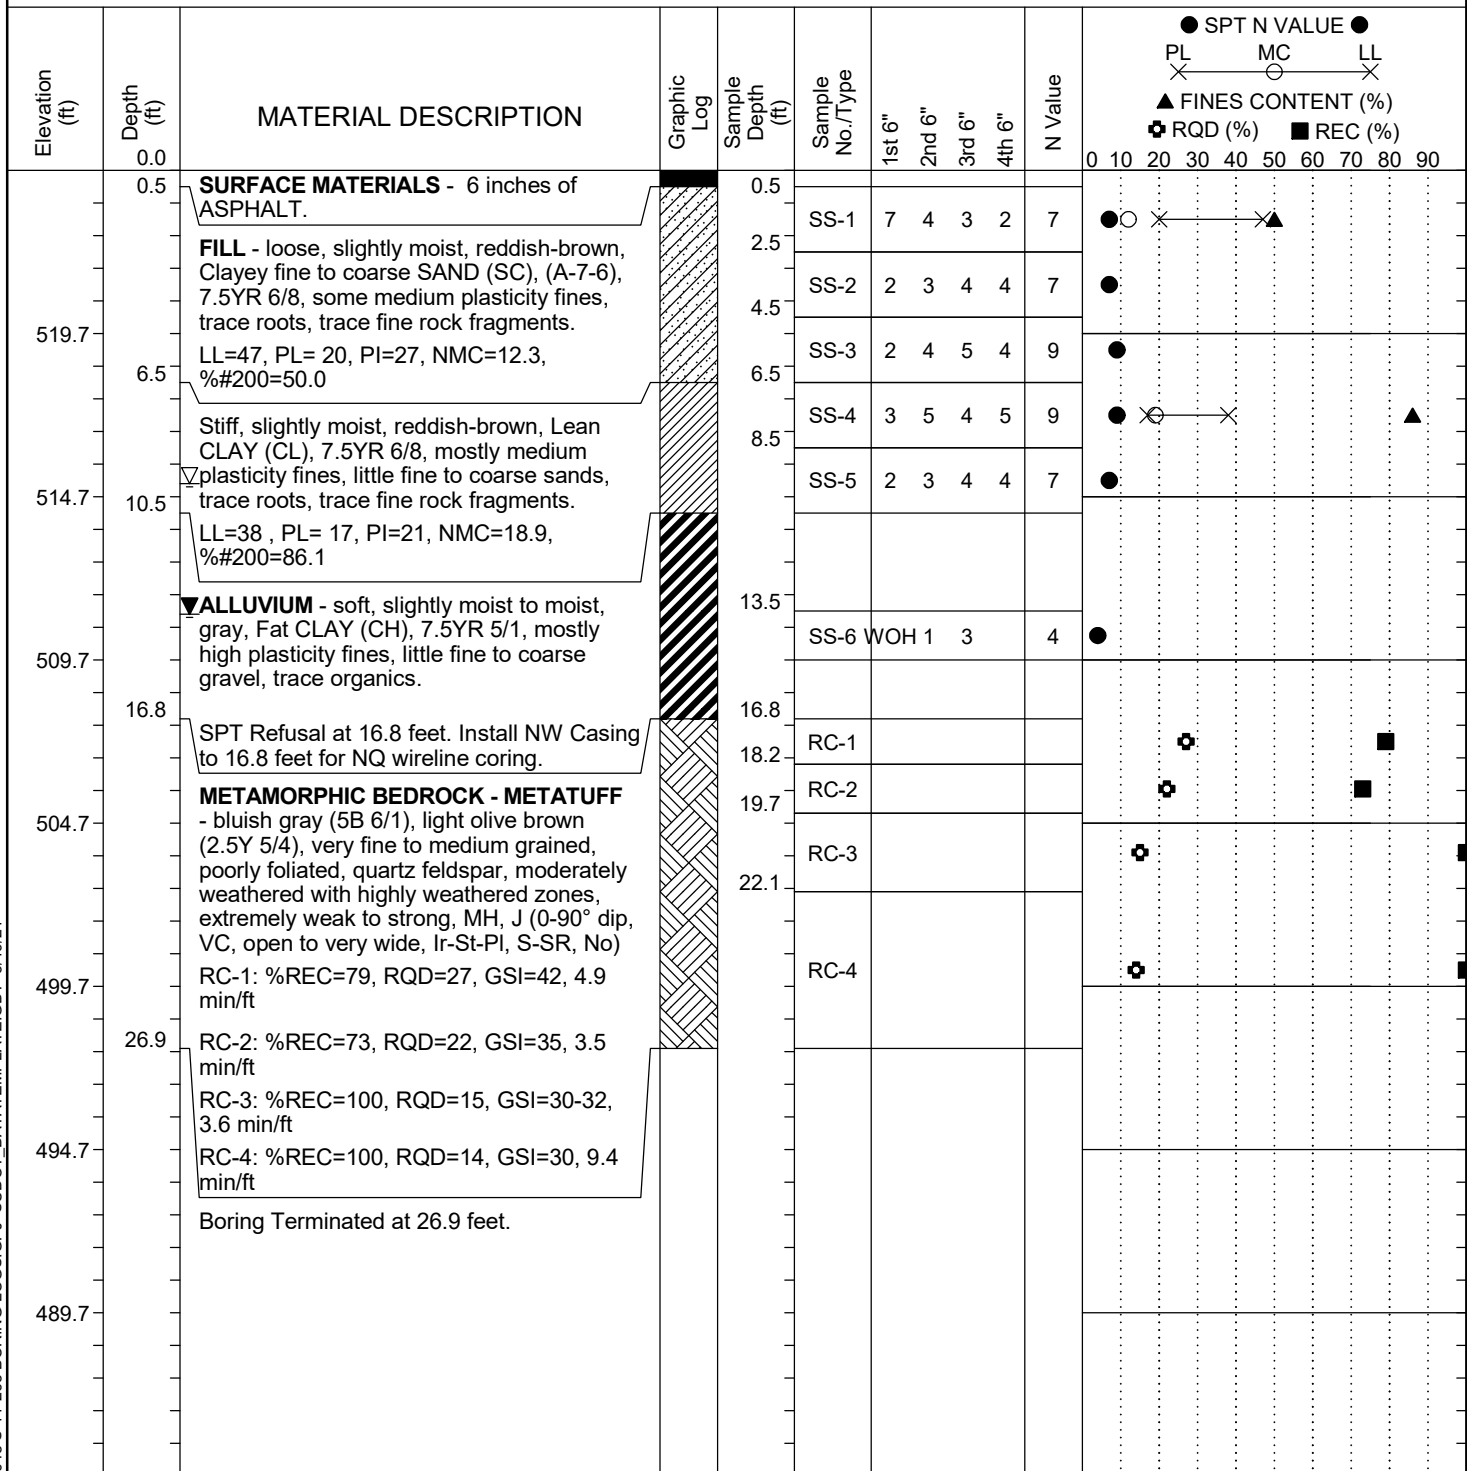 SPT N VALUE
PL MC LL
FINES CONTENT (%)
RQD (%) REC (%)
Elevation (ft)
Depth (ft)
MATERIAL DESCRIPTION
Graphic Log
Sample Depth (ft)
Sample No./Type
1st 6"
2nd 6"
3rd 6"
4th 6"
N Value
0.0
0 10 20 30 40 50 60 70 80 90
0.5 SURFACE MATERIALS - 6 inches of 0.5
ASPHALT.
SS-1 7 4 3 2 7
2.5
FILL - loose, slightly moist, reddish-brown,
Clayey fine to coarse SAND (SC), (A-7-6),
7.5YR 6/8, some medium plasticity fines,
SS-2 2 3 4 4 7
4.5
trace roots, trace fine rock fragments.
519.7
LL=47, PL= 20, PI=27, NMC=12.3,
SS-3 2 4 5 4 9
6.5 %#200=50.0 6.5
SS-4 3 5 4 5 9
Stiff, slightly moist, reddish-brown, Lean
8.5
CLAY (CL), 7.5YR 6/8, mostly medium
plasticity fines, little fine to coarse sands,
SS-5 2 3 4 4 7
514.7 10.5 trace roots, trace fine rock fragments.
LL=38 , PL= 17, PI=21, NMC=18.9,
%#200=86.1
13.5
ALLUVIUM - soft, slightly moist to moist,
gray, Fat CLAY (CH), 7.5YR 5/1, mostly
SS-6 WOH 1 3 4
509.7 high plasticity fines, little fine to coarse
gravel, trace organics.
16.8 16.8
SPT Refusal at 16.8 feet. Install NW Casing
RC-1
to 16.8 feet for NQ wireline coring. 18.2
METAMORPHIC BEDROCK - METATUFF
RC-2
19.7
504.7 - bluish gray (5B 6/1), light olive brown
(2.5Y 5/4), very fine to medium grained,
RC-3
poorly foliated, quartz feldspar, moderately
22.1
weathered with highly weathered zones,
extremely weak to strong, MH, J (0-90° dip,
VC, open to very wide, Ir-St-Pl, S-SR, No)
RC-4
499.7 RC-1: %REC=79, RQD=27, GSI=42, 4.9
min/ft
26.9 RC-2: %REC=73, RQD=22, GSI=35, 3.5
min/ft
RC-3: %REC=100, RQD=15, GSI=30-32,
3.6 min/ft
494.7 RC-4: %REC=100, RQD=14, GSI=30, 9.4
min/ft
Boring Terminated at 26.9 feet.
489.7